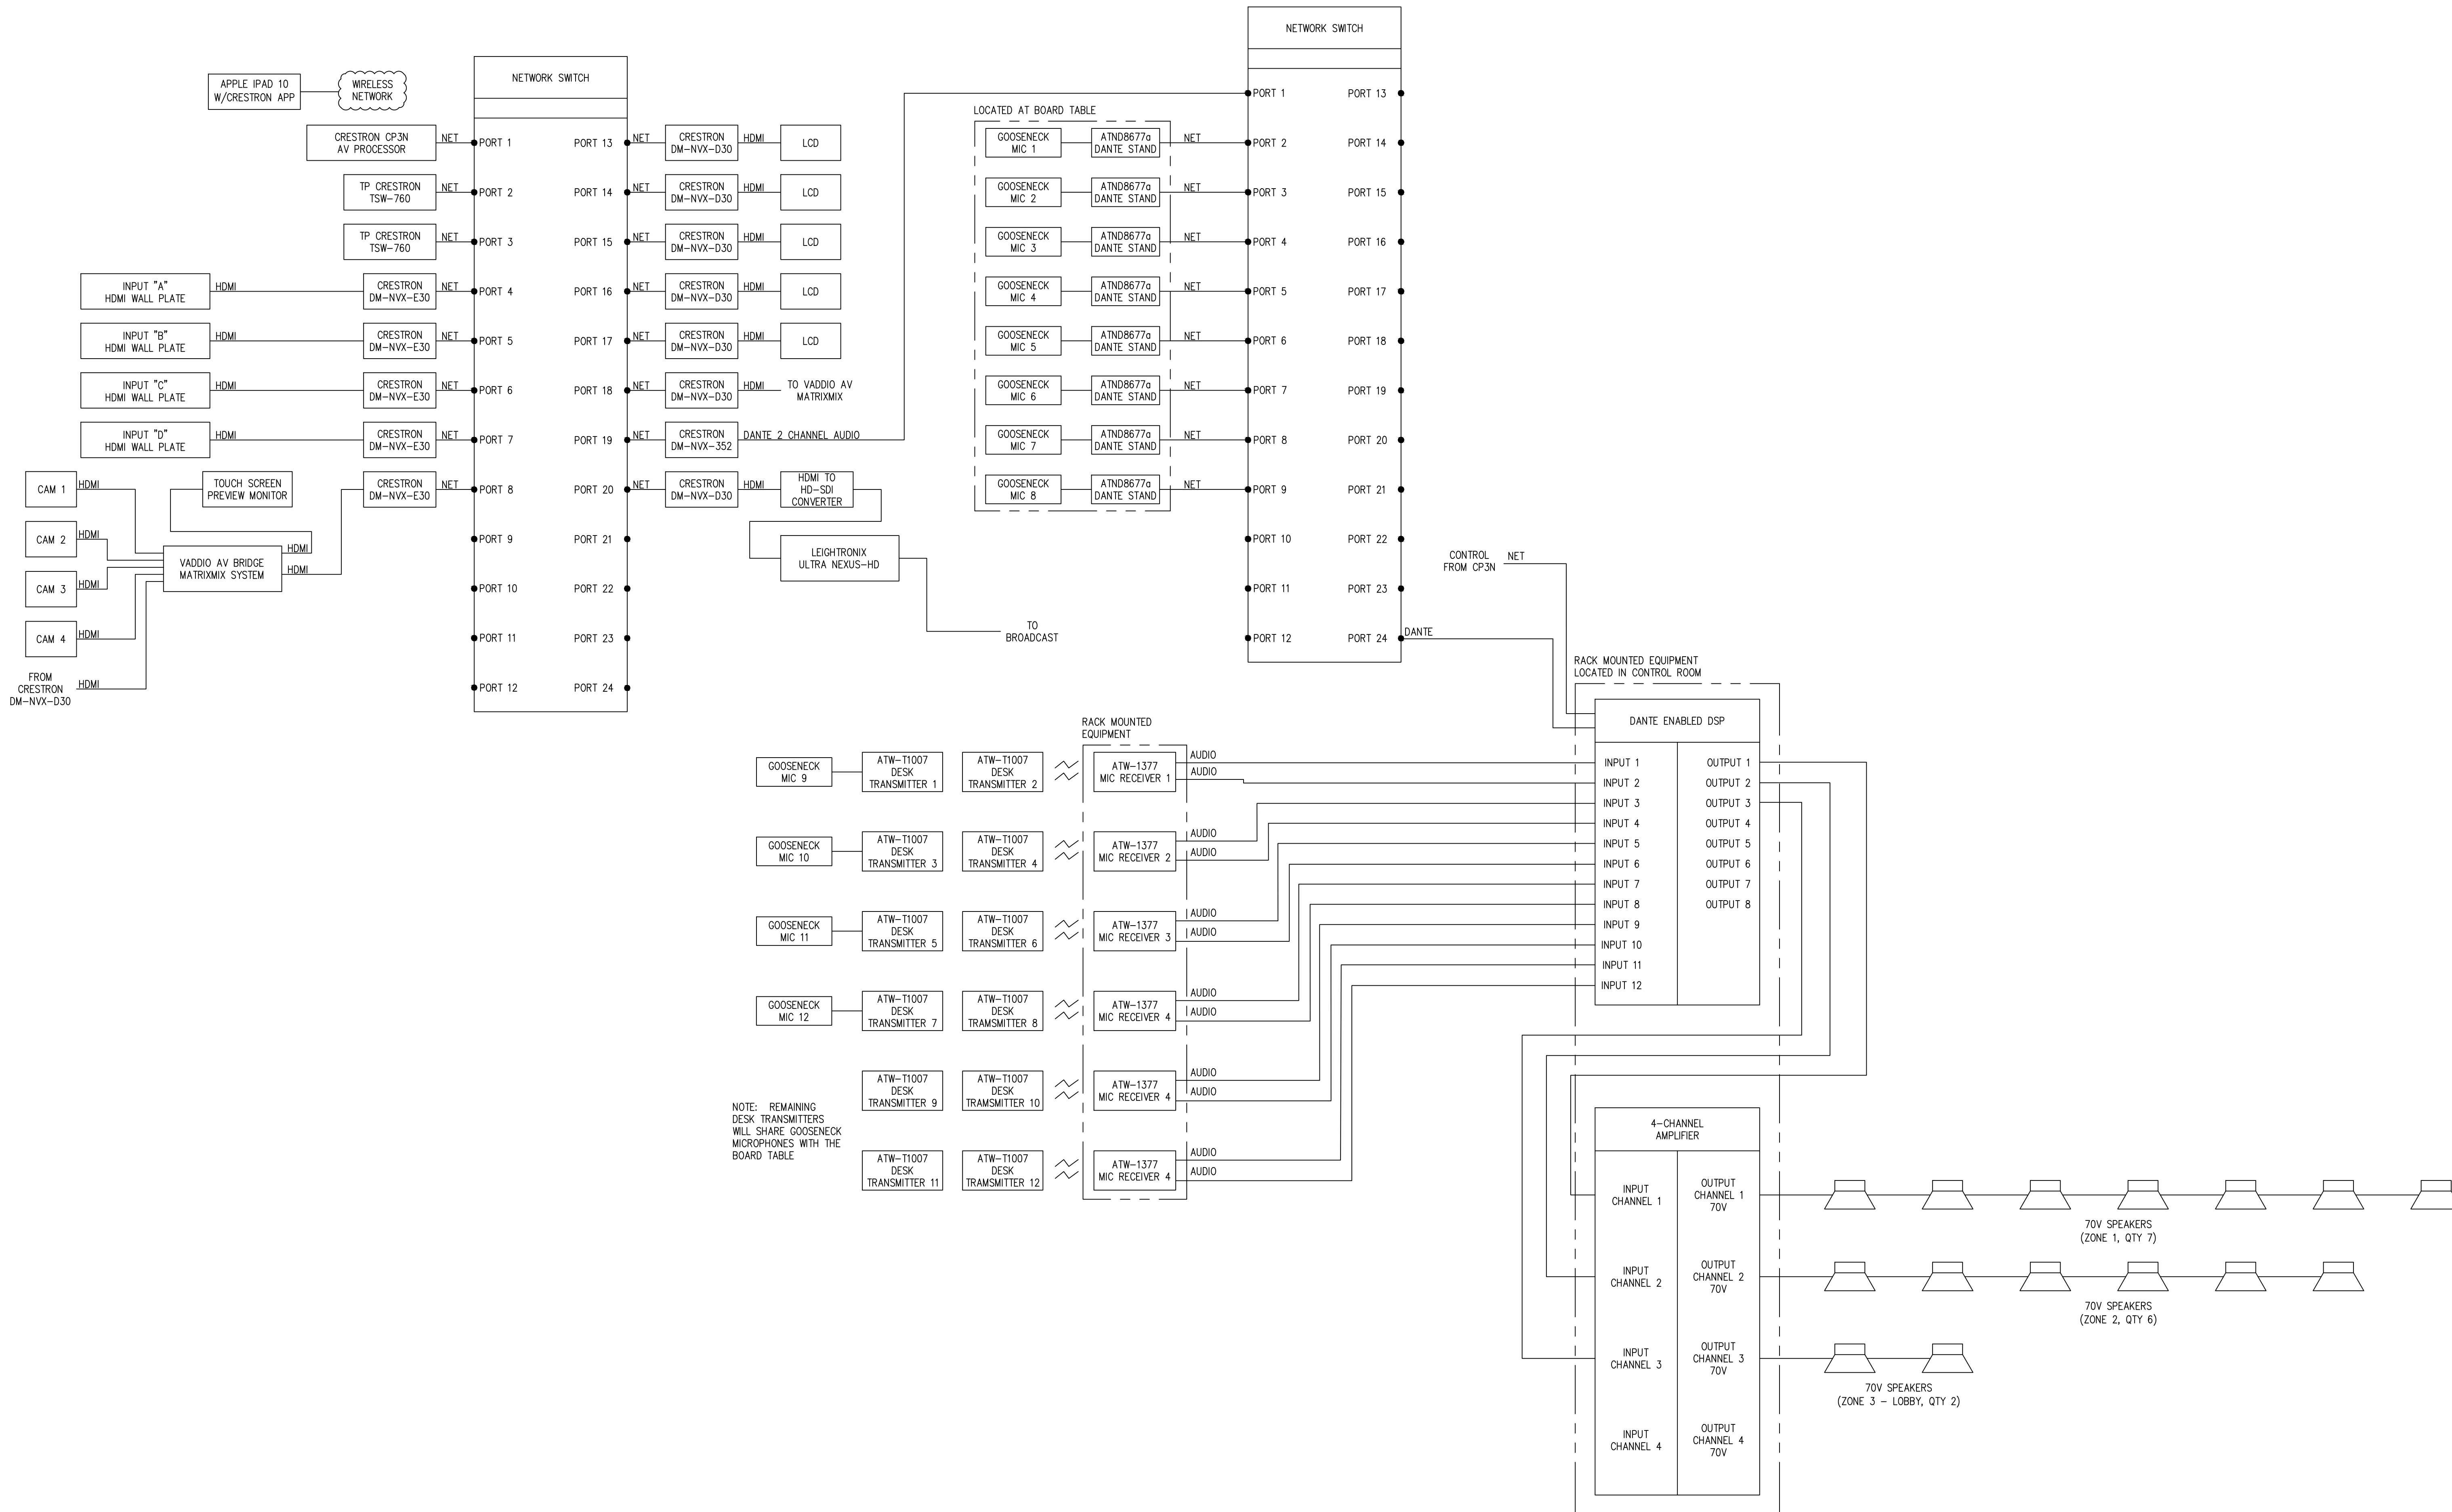 NETWORK SWITCH
APPLE IPAD 10
W/CRESTRON APP
WIRELESS
NETWORK
CRESTRON CP3N
AV PROCESSOR
NET
TP CRESTRON
TSW-760
NET
TP CRESTRON
TSW-760
NET
INPUT "A"
HDMI WALL PLATE
HDMI
CRESTRON
DM-NVX-E30
NET
INPUT "B"
HDMI WALL PLATE
HDMI
CRESTRON
DM-NVX-E30
NET
INPUT "C"
HDMI WALL PLATE
HDMI
CRESTRON
DM-NVX-E30
NET
INPUT "D"
HDMI WALL PLATE
HDMI
CRESTRON
DM-NVX-E30
NET
CAM 1
HDMI
TOUCH SCREEN
PREVIEW MONITOR
CRESTRON
DM-NVX-E30
NET
CAM 2
HDMI
CAM 3
HDMI
CAM 4
HDMI
VADDIO AV BRIDGE
MATRIXMIX SYSTEM
HDMI
HDMI
FROM
CRESTRON
DM-NVX-D30
HDMI
PORT 1
PORT 2
PORT 3
PORT 4
PORT 5
PORT 6
PORT 7
PORT 8
PORT 9
PORT 10
PORT 11
PORT 12
PORT 13
PORT 14
PORT 15
PORT 16
PORT 17
PORT 18
PORT 19
PORT 20
PORT 21
PORT 22
PORT 23
PORT 24
NET
CRESTRON
DM-NVX-D30
HDMI
LCD
NET
CRESTRON
DM-NVX-D30
HDMI
LCD
NET
CRESTRON
DM-NVX-D30
HDMI
LCD
NET
CRESTRON
DM-NVX-D30
HDMI
LCD
NET
CRESTRON
DM-NVX-D30
HDMI
LCD
NET
CRESTRON
DM-NVX-D30
HDMI
TO VADDIO AV
MATRIXMIX
NET
CRESTRON
DM-NVX-352
DANTE 2 CHANNEL AUDIO
NET
CRESTRON
DM-NVX-D30
HDMI
HDMI TO
HD-SDI
CONVERTER
LEIGHTRONIX
ULTRA NEXUS-HD
TO
BROADCAST
NETWORK SWITCH
LOCATED AT BOARD TABLE
GOOSENECK
MIC 1
ATND8677a
DANTE STAND
NET
GOOSENECK
MIC 2
ATND8677a
DANTE STAND
NET
GOOSENECK
MIC 3
ATND8677a
DANTE STAND
NET
GOOSENECK
MIC 4
ATND8677a
DANTE STAND
NET
GOOSENECK
MIC 5
ATND8677a
DANTE STAND
NET
GOOSENECK
MIC 6
ATND8677a
DANTE STAND
NET
GOOSENECK
MIC 7
ATND8677a
DANTE STAND
NET
GOOSENECK
MIC 8
ATND8677a
DANTE STAND
NET
PORT 1
PORT 2
PORT 3
PORT 4
PORT 5
PORT 6
PORT 7
PORT 8
PORT 9
PORT 10
PORT 11
PORT 12
PORT 13
PORT 14
PORT 15
PORT 16
PORT 17
PORT 18
PORT 19
PORT 20
PORT 21
PORT 22
PORT 23
PORT 24
CONTROL
FROM CP3N
NET
DANTE
RACK MOUNTED EQUIPMENT
LOCATED IN CONTROL ROOM
DANTE ENABLED DSP
INPUT 1
INPUT 2
INPUT 3
INPUT 4
INPUT 5
INPUT 6
INPUT 7
INPUT 8
INPUT 9
INPUT 10
INPUT 11
INPUT 12
OUTPUT 1
OUTPUT 2
OUTPUT 3
OUTPUT 4
OUTPUT 5
OUTPUT 6
OUTPUT 7
OUTPUT 8
RACK MOUNTED
EQUIPMENT
GOOSENECK
MIC 9
ATW-T1007
DESK
TRANSMITTER 1
ATW-T1007
DESK
TRANSMITTER 2
ATW-1377
MIC RECEIVER 1
AUDIO
AUDIO
GOOSENECK
MIC 10
ATW-T1007
DESK
TRANSMITTER 3
ATW-T1007
DESK
TRANSMITTER 4
ATW-1377
MIC RECEIVER 2
AUDIO
AUDIO
GOOSENECK
MIC 11
ATW-T1007
DESK
TRANSMITTER 5
ATW-T1007
DESK
TRANSMITTER 6
ATW-1377
MIC RECEIVER 3
AUDIO
AUDIO
GOOSENECK
MIC 12
ATW-T1007
DESK
TRANSMITTER 7
ATW-T1007
DESK
TRAMSMITTER 8
ATW-1377
MIC RECEIVER 4
AUDIO
AUDIO
ATW-T1007
DESK
TRANSMITTER 9
ATW-T1007
DESK
TRAMSMITTER 10
ATW-1377
MIC RECEIVER 4
AUDIO
AUDIO
NOTE: REMAINING
DESK TRANSMITTERS
WILL SHARE GOOSENECK
MICROPHONES WITH THE
BOARD TABLE
ATW-T1007
DESK
TRANSMITTER 11
ATW-T1007
DESK
TRAMSMITTER 12
ATW-1377
MIC RECEIVER 4
AUDIO
AUDIO
4-CHANNEL
AMPLIFIER
INPUT
CHANNEL 1
OUTPUT
CHANNEL 1
70V
70V SPEAKERS
(ZONE 1, QTY 7)
INPUT
CHANNEL 2
OUTPUT
CHANNEL 2
70V
70V SPEAKERS
(ZONE 2, QTY 6)
INPUT
CHANNEL 3
OUTPUT
CHANNEL 3
70V
70V SPEAKERS
(ZONE 3 - LOBBY, QTY 2)
INPUT
CHANNEL 4
OUTPUT
CHANNEL 4
70V